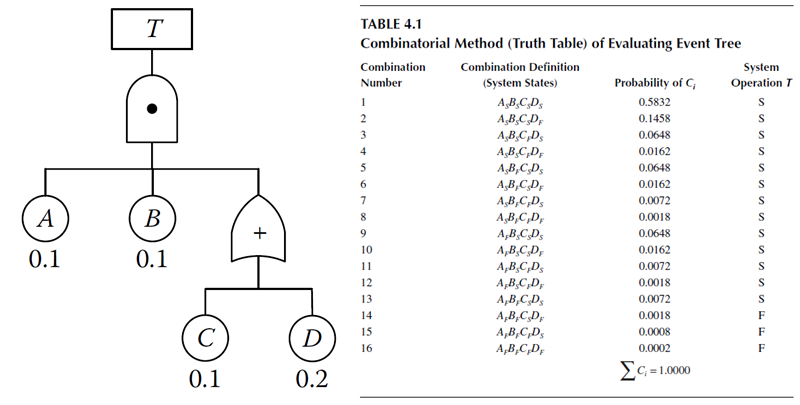 T
A
B
+
0.1
0.1
C
D
0.1
0.2
TABLE 4.1
Combinatorial Method (Truth Table) of Evaluating Event Tree
Combination Number Combination Definition (System States) Probability of Cᵢ System Operation T
1 A_S B_S C_S D_S 0.5832 S
2 A_S B_S C_S D_F 0.1458 S
3 A_S B_S C_F D_S 0.0648 S
4 A_S B_S C_F D_F 0.0162 S
5 A_S B_F C_S D_S 0.0648 S
6 A_S B_F C_S D_F 0.0162 S
7 A_S B_F C_F D_S 0.0072 S
8 A_S B_F C_F D_F 0.0018 S
9 A_F B_S C_S D_S 0.0648 S
10 A_F B_S C_S D_F 0.0162 S
11 A_F B_S C_F D_S 0.0072 S
12 A_F B_S C_F D_F 0.0018 S
13 A_F B_F C_S D_S 0.0072 S
14 A_F B_F C_S D_F 0.0018 F
15 A_F B_F C_F D_S 0.0008 F
16 A_F B_F C_F D_F 0.0002 F
∑ Cᵢ = 1.0000